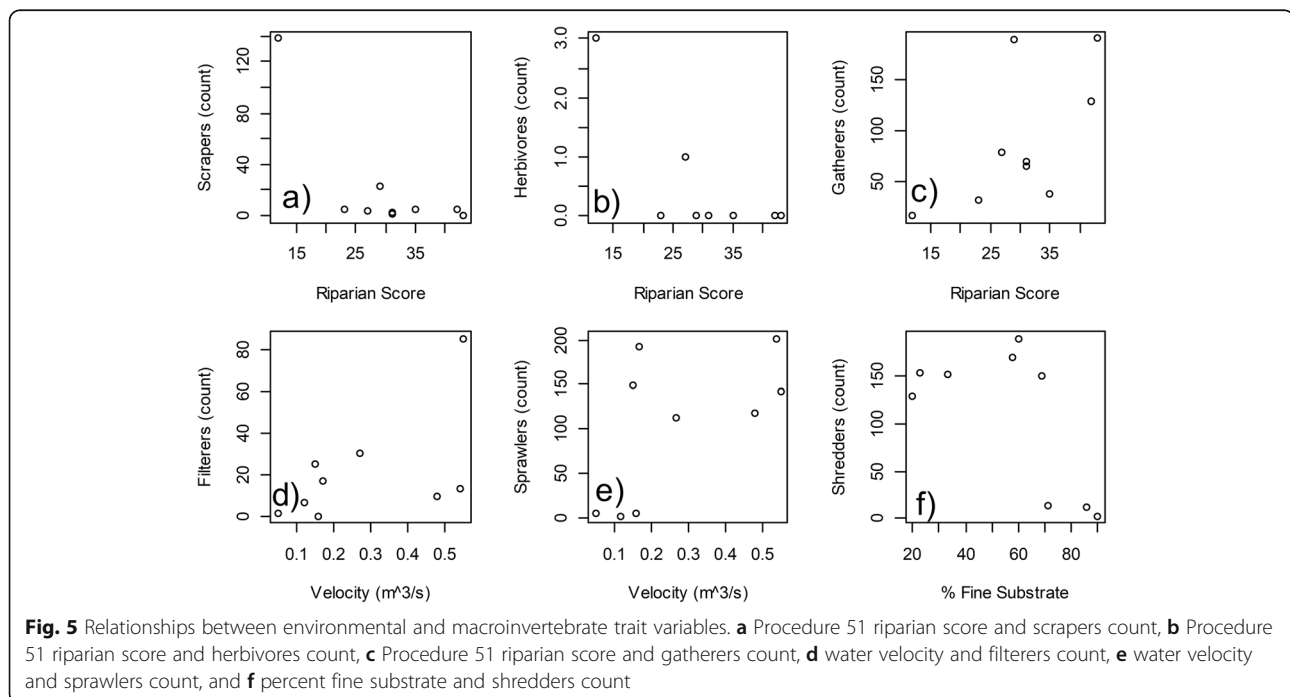 Scrapers (count)
0 40 80 120
a)
15 25 35
Riparian Score
Herbivores (count)
0.0 1.0 2.0 3.0
b)
15 25 35
Riparian Score
Gatherers (count)
50 100 150
c)
15 25 35
Riparian Score
Filterers (count)
0 20 40 60 80
d)
0.1 0.2 0.3 0.4 0.5
Velocity (m^3/s)
Sprawlers (count)
0 50 100 150 200
e)
0.1 0.2 0.3 0.4 0.5
Velocity (m^3/s)
Shredders (count)
0 50 100 150
f)
20 40 60 80
% Fine Substrate
Fig. 5 Relationships between environmental and macroinvertebrate trait variables. a Procedure 51 riparian score and scrapers count, b Procedure
51 riparian score and herbivores count, c Procedure 51 riparian score and gatherers count, d water velocity and filterers count, e water velocity
and sprawlers count, and f percent fine substrate and shredders count